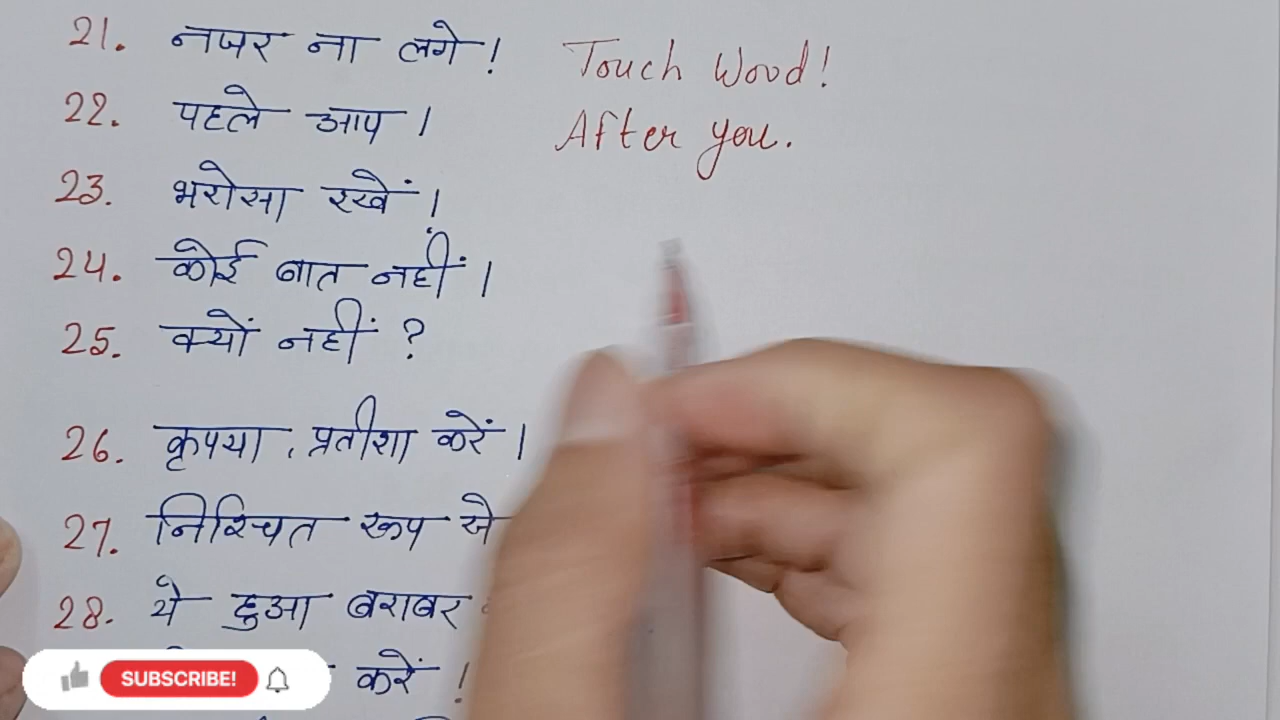 21. नजर ना लगे! Touch Wood!
22. पहले आप। After you.
23. भरोसा रखें।
24. कोई बात नहीं।
25. क्यों नहीं?
26. कृपया, प्रतीक्षा करें।
27. निश्चित रूप से
28. ये हुआ बराबर
करें!
SUBSCRIBE!